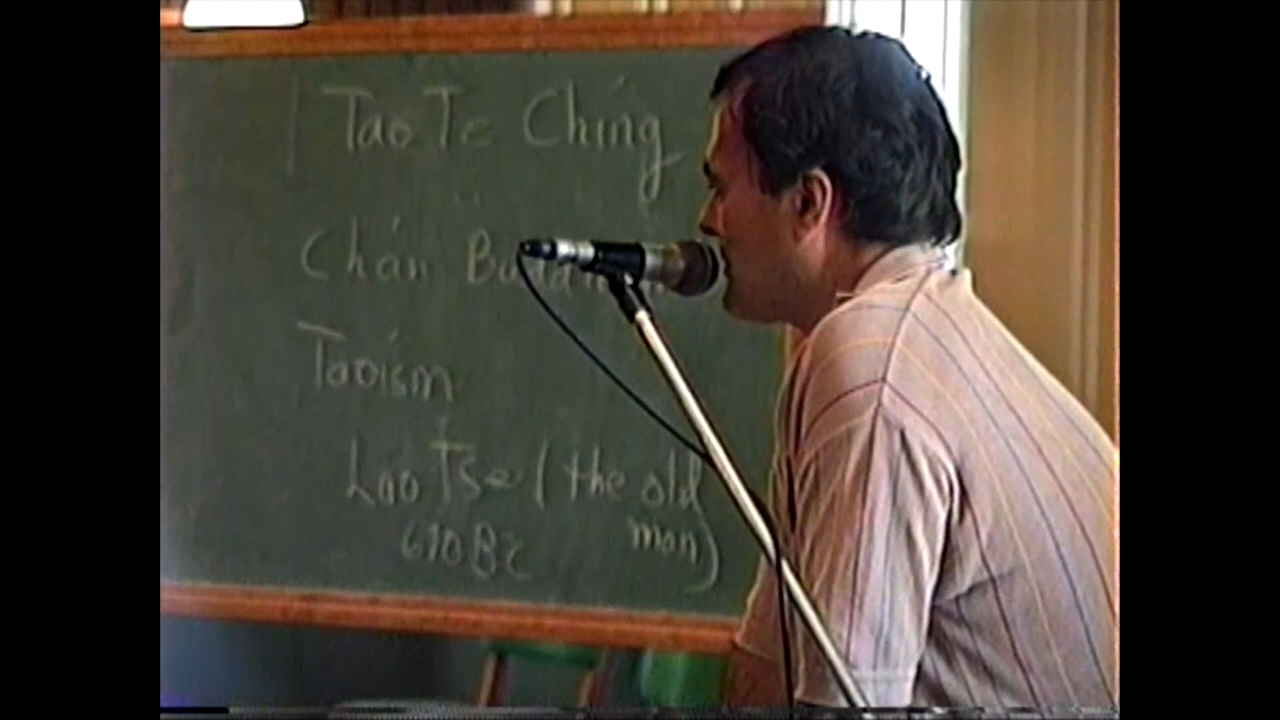 Tao Te Ching
Chán
Taoism
Lao Tse (the old
man)
610 BC